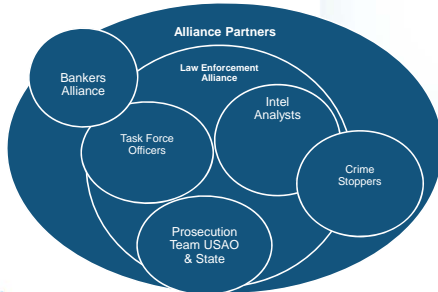 Alliance Partners
Law Enforcement
Alliance
Bankers
Alliance
Intel
Analysts
Task Force
Officers
Crime
Stoppers
Prosecution
Team USAO
& State